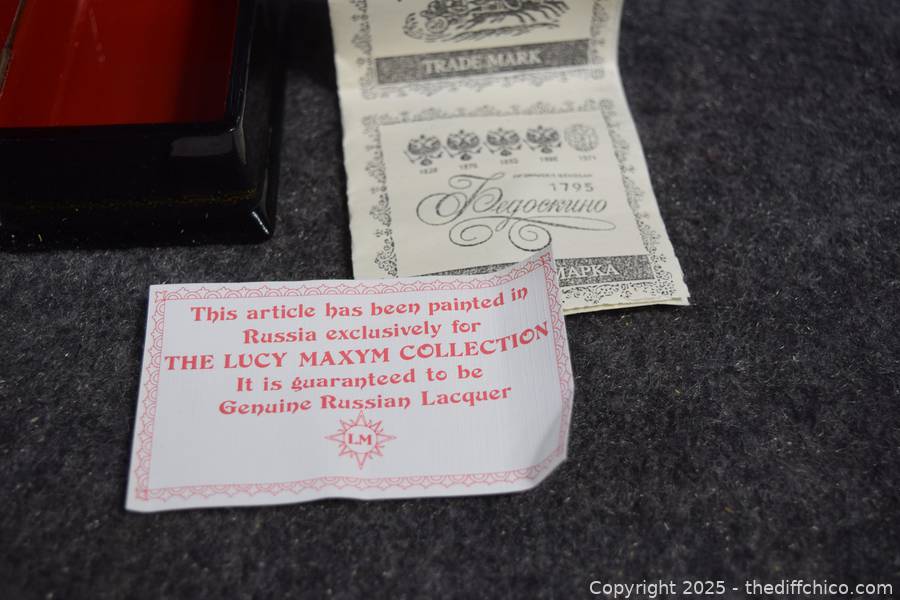 TRADE MARK
1795
Федоскино
МАРКА
This article has been painted in
Russia exclusively for
THE LUCY MAXYM COLLECTION
It is guaranteed to be
Genuine Russian Lacquer
LM
Copyright 2025 - thediffchico.com